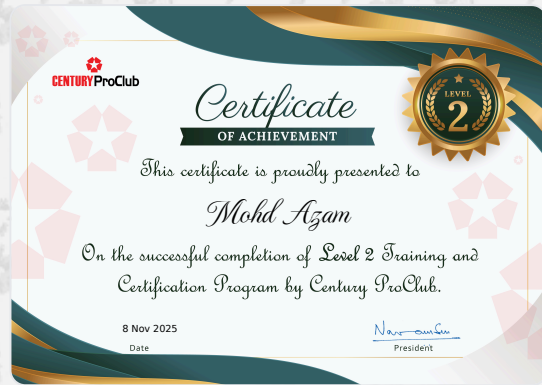 CENTURY ProClub
LEVEL
2
Certificate
OF ACHIEVEMENT
This certificate is proudly presented to
Mohd Azam
On the successful completion of Level 2 Training and
Certification Program by Century ProClub.
8 Nov 2025
Date
President